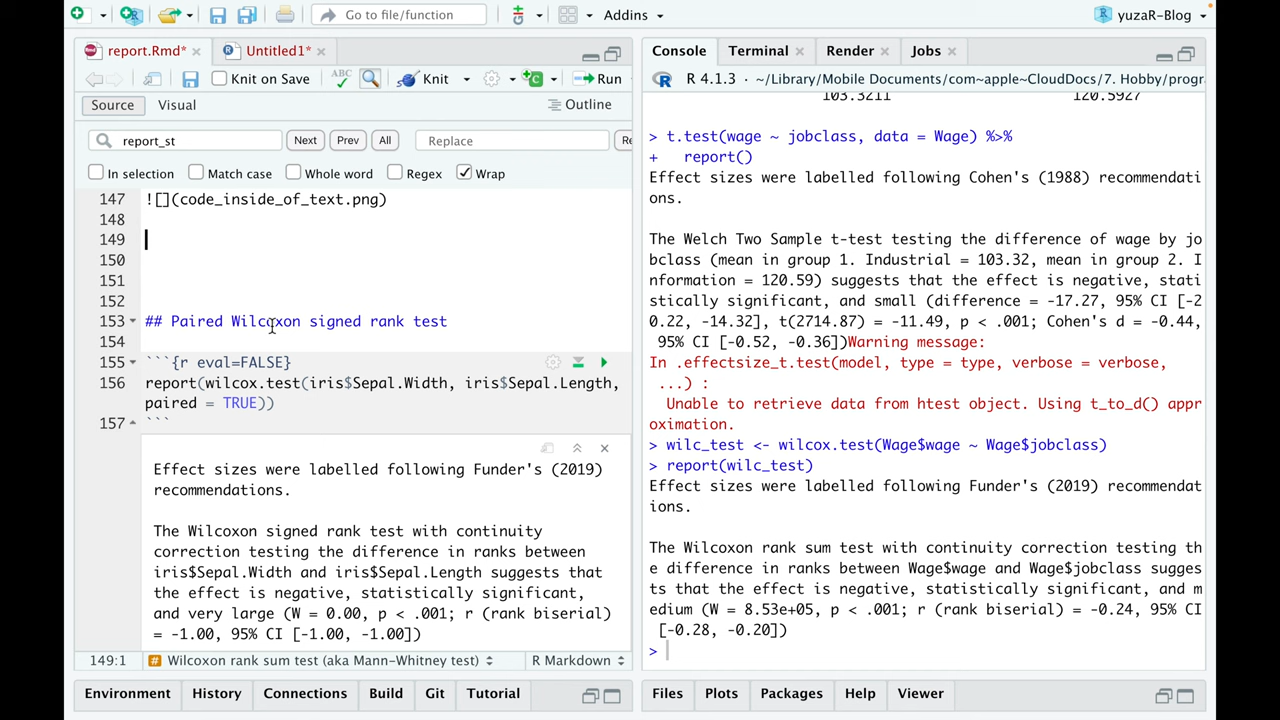 Go to file/function
Addins
yuzaR-Blog
report.Rmd*
Untitled1*
Knit on Save
ABC
Knit
Run
Source
Visual
Outline
report_st
Next
Prev
All
Replace
Re
In selection
Match case
Whole word
Regex
Wrap
147 ![](code_inside_of_text.png)
148
149
150
151
152
153 ## Paired Wilcoxon signed rank test
154
155 ```{r eval=FALSE}
156 report(wilcox.test(iris$Sepal.Width, iris$Sepal.Length,
paired = TRUE))
157 ```
Effect sizes were labelled following Funder's (2019)
recommendations.
The Wilcoxon signed rank test with continuity
correction testing the difference in ranks between
iris$Sepal.Width and iris$Sepal.Length suggests that
the effect is negative, statistically significant,
and very large (W = 0.00, p < .001; r (rank biserial)
= -1.00, 95% CI [-1.00, -1.00])
149:1
# Wilcoxon rank sum test (aka Mann-Whitney test)
R Markdown
Environment
History
Connections
Build
Git
Tutorial
Console
Terminal
Render
Jobs
R 4.1.3 · ~/Library/Mobile Documents/com~apple~CloudDocs/7. Hobby/progr
103.3211 120.5927
> t.test(wage ~ jobclass, data = Wage) %>%
+ report()
Effect sizes were labelled following Cohen's (1988) recommendati
ons.
The Welch Two Sample t-test testing the difference of wage by jo
bclass (mean in group 1. Industrial = 103.32, mean in group 2. I
nformation = 120.59) suggests that the effect is negative, stati
stically significant, and small (difference = -17.27, 95% CI [-2
0.22, -14.32], t(2714.87) = -11.49, p < .001; Cohen's d = -0.44,
95% CI [-0.52, -0.36])Warning message:
In .effectsize_t.test(model, type = type, verbose = verbose,
...) :
Unable to retrieve data from htest object. Using t_to_d() appr
oximation.
> wilc_test <- wilcox.test(Wage$wage ~ Wage$jobclass)
> report(wilc_test)
Effect sizes were labelled following Funder's (2019) recommendat
ions.
The Wilcoxon rank sum test with continuity correction testing th
e difference in ranks between Wage$wage and Wage$jobclass sugges
ts that the effect is negative, statistically significant, and m
edium (W = 8.53e+05, p < .001; r (rank biserial) = -0.24, 95% CI
[-0.28, -0.20])
>
Files
Plots
Packages
Help
Viewer